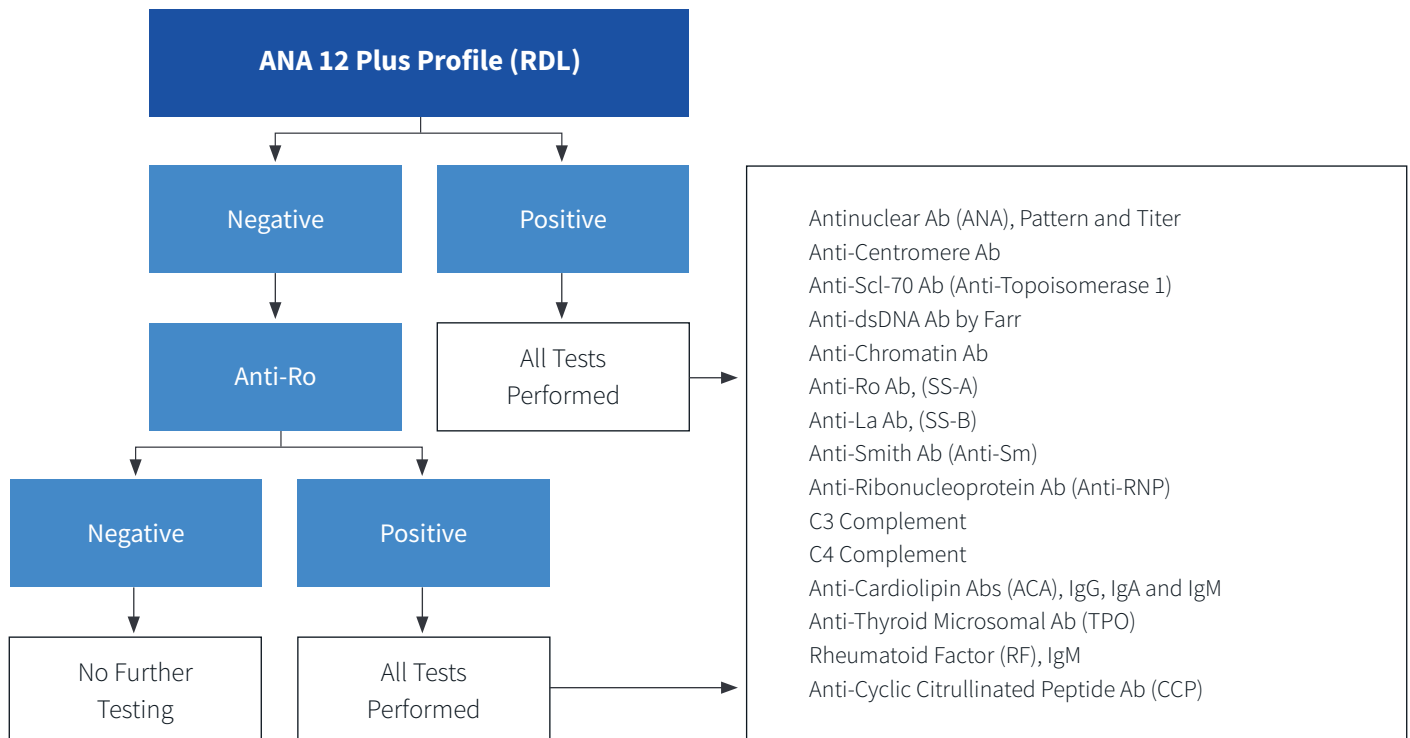 ANA 12 Plus Profile (RDL)
Negative
Positive
Anti-Ro
All Tests
Performed
Negative
Positive
No Further
Testing
All Tests
Performed
Antinuclear Ab (ANA), Pattern and Titer
Anti-Centromere Ab
Anti-Scl-70 Ab (Anti-Topoisomerase 1)
Anti-dsDNA Ab by Farr
Anti-Chromatin Ab
Anti-Ro Ab, (SS-A)
Anti-La Ab, (SS-B)
Anti-Smith Ab (Anti-Sm)
Anti-Ribonucleoprotein Ab (Anti-RNP)
C3 Complement
C4 Complement
Anti-Cardiolipin Abs (ACA), IgG, IgA and IgM
Anti-Thyroid Microsomal Ab (TPO)
Rheumatoid Factor (RF), IgM
Anti-Cyclic Citrullinated Peptide Ab (CCP)